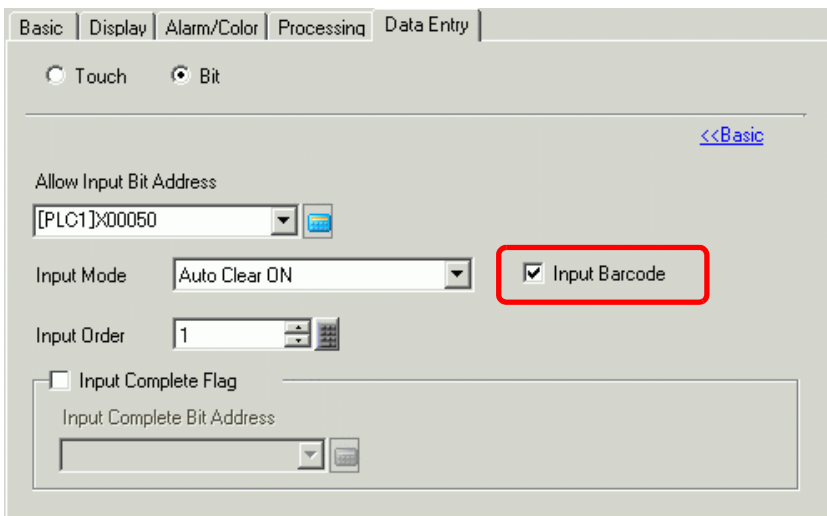 Basic Display Alarm/Color Processing Data Entry
Touch Bit
<<Basic
Allow Input Bit Address
[PLC1]X00050
Input Mode Auto Clear ON Input Barcode
Input Order 1
Input Complete Flag
Input Complete Bit Address